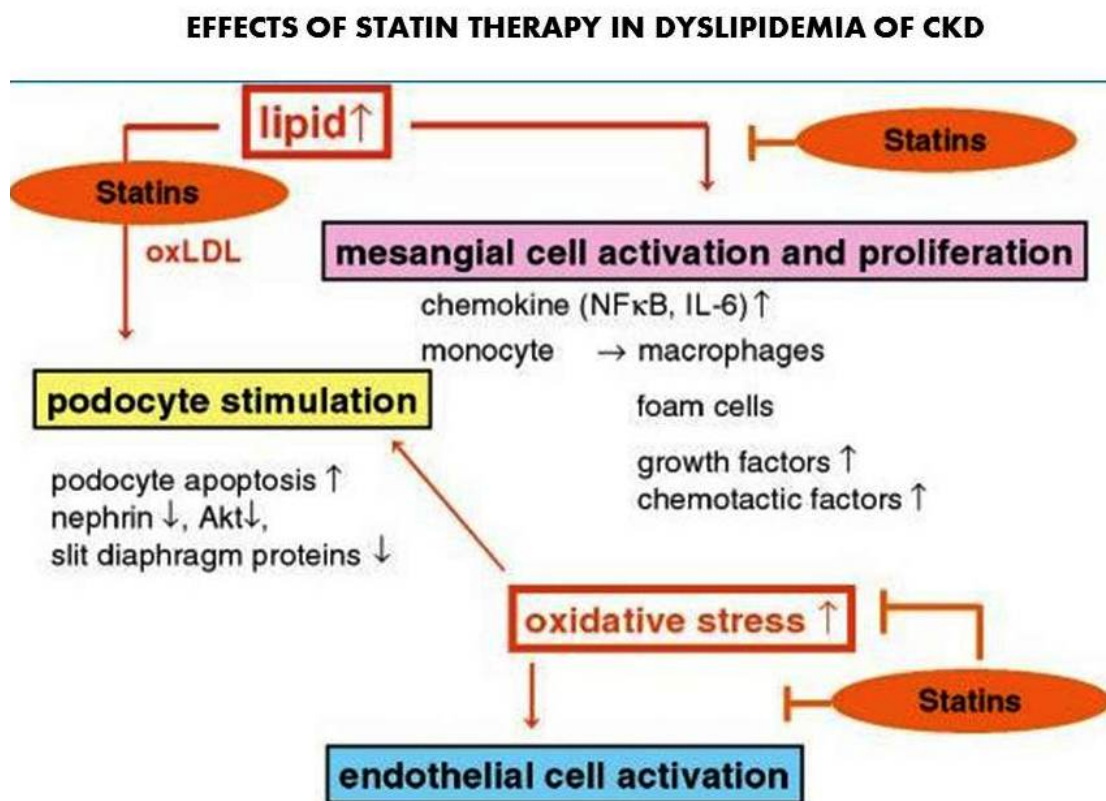 EFFECTS OF STATIN THERAPY IN DYSLIPIDEMIA OF CKD
lipid↑
Statins
Statins
oxLDL
mesangial cell activation and proliferation
chemokine (NFκB, IL-6)↑
monocyte → macrophages
foam cells
growth factors ↑
chemotactic factors ↑
podocyte stimulation
podocyte apoptosis ↑
nephrin ↓, Akt↓,
slit diaphragm proteins ↓
oxidative stress ↑
Statins
endothelial cell activation